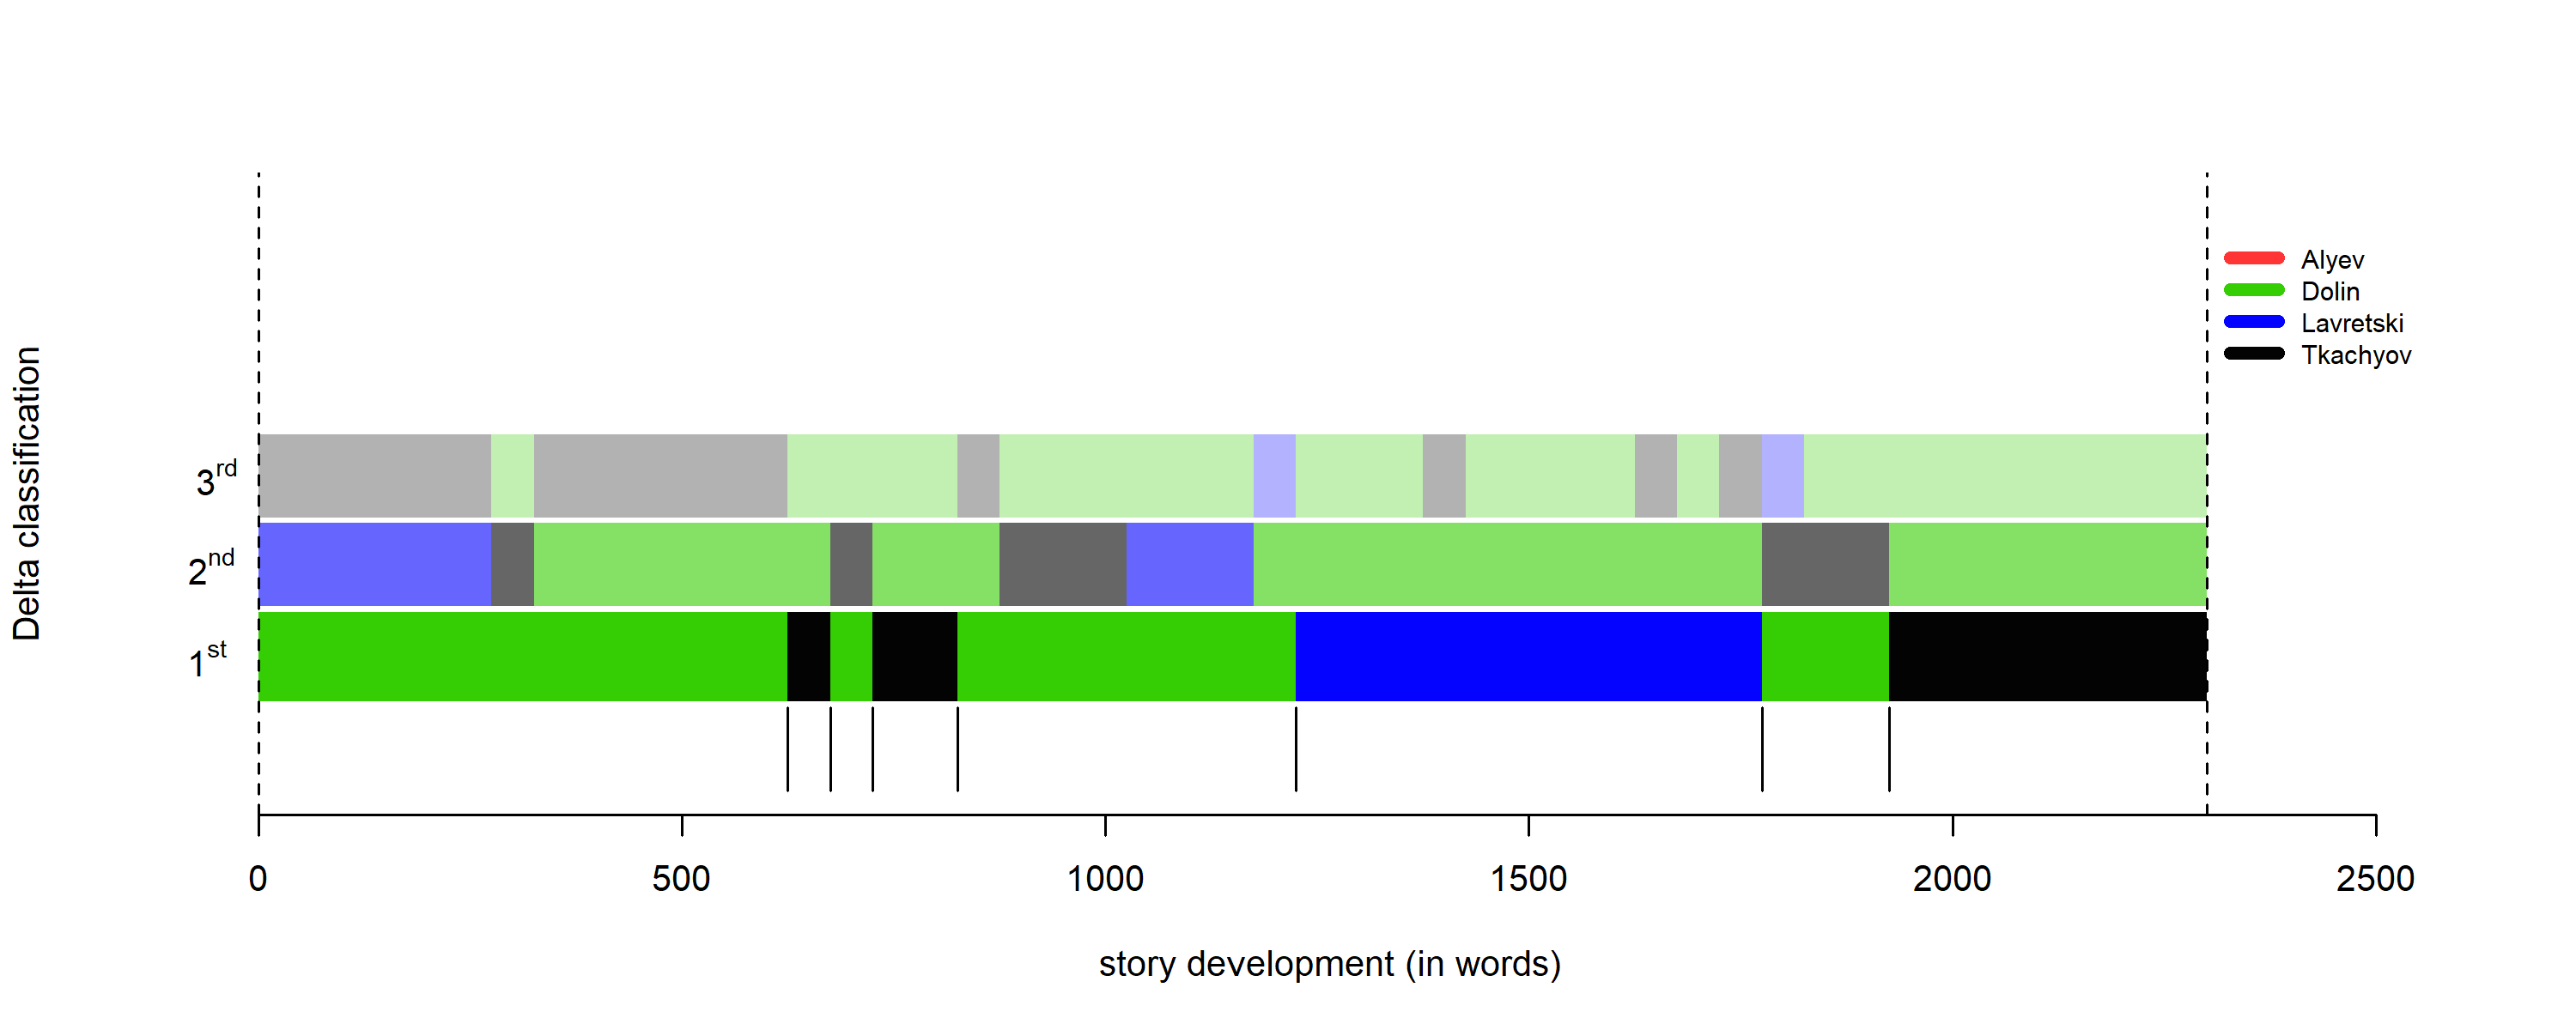 Alyev
Dolin
Lavretski
Tkachyov
Delta classification
3rd
2nd
1st
0 500 1000 1500 2000 2500
story development (in words)